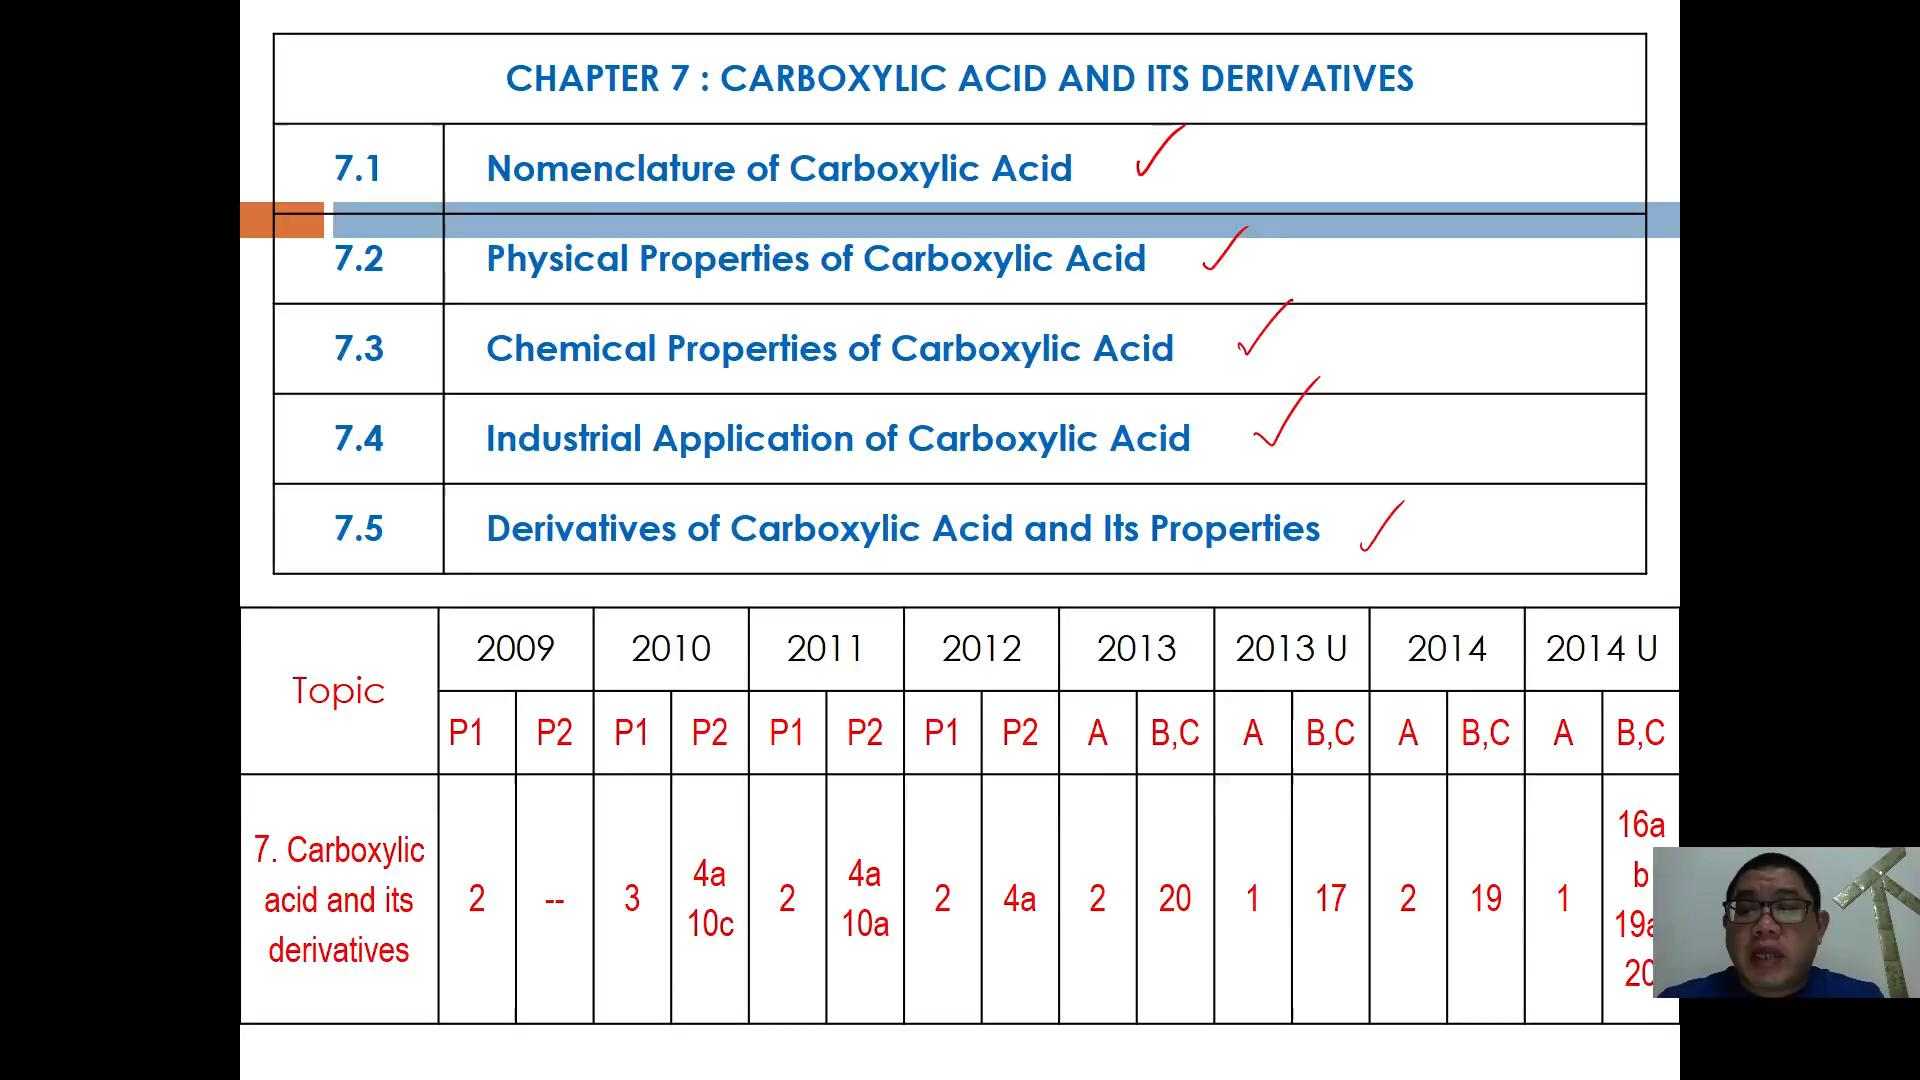 CHAPTER 7 : CARBOXYLIC ACID AND ITS DERIVATIVES
7.1 Nomenclature of Carboxylic Acid
7.2 Physical Properties of Carboxylic Acid
7.3 Chemical Properties of Carboxylic Acid
7.4 Industrial Application of Carboxylic Acid
7.5 Derivatives of Carboxylic Acid and Its Properties
Topic 2009 2010 2011 2012 2013 2013 U 2014 2014 U
P1 P2 P1 P2 P1 P2 P1 P2 A B,C A B,C A B,C A B,C
7. Carboxylic acid and its derivatives 2 -- 3 4a 10c 2 4a 10a 2 4a 2 20 1 17 2 19 1 16a b 19a 20